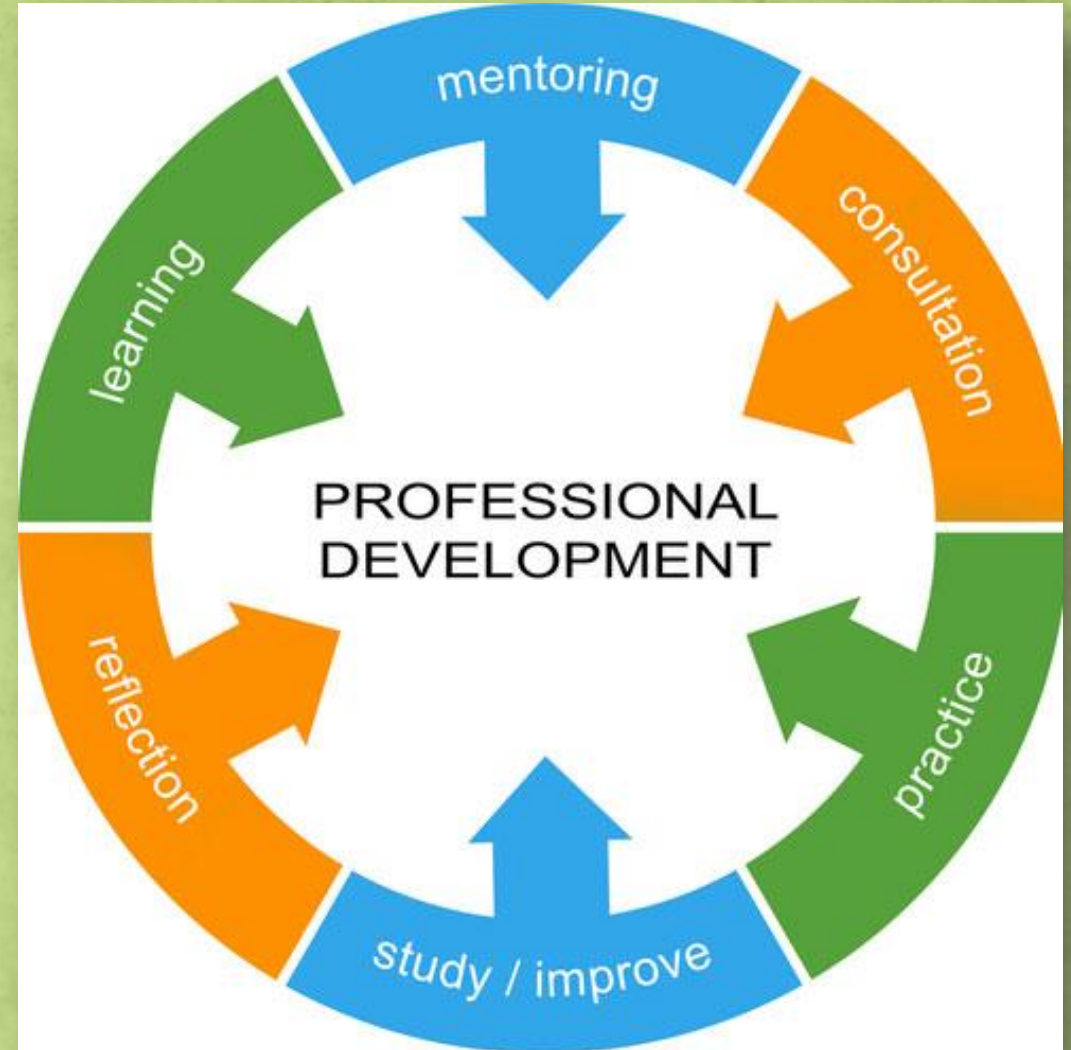 mentoring
consultation
learning
PROFESSIONAL
DEVELOPMENT
reflection
practice
study / improve